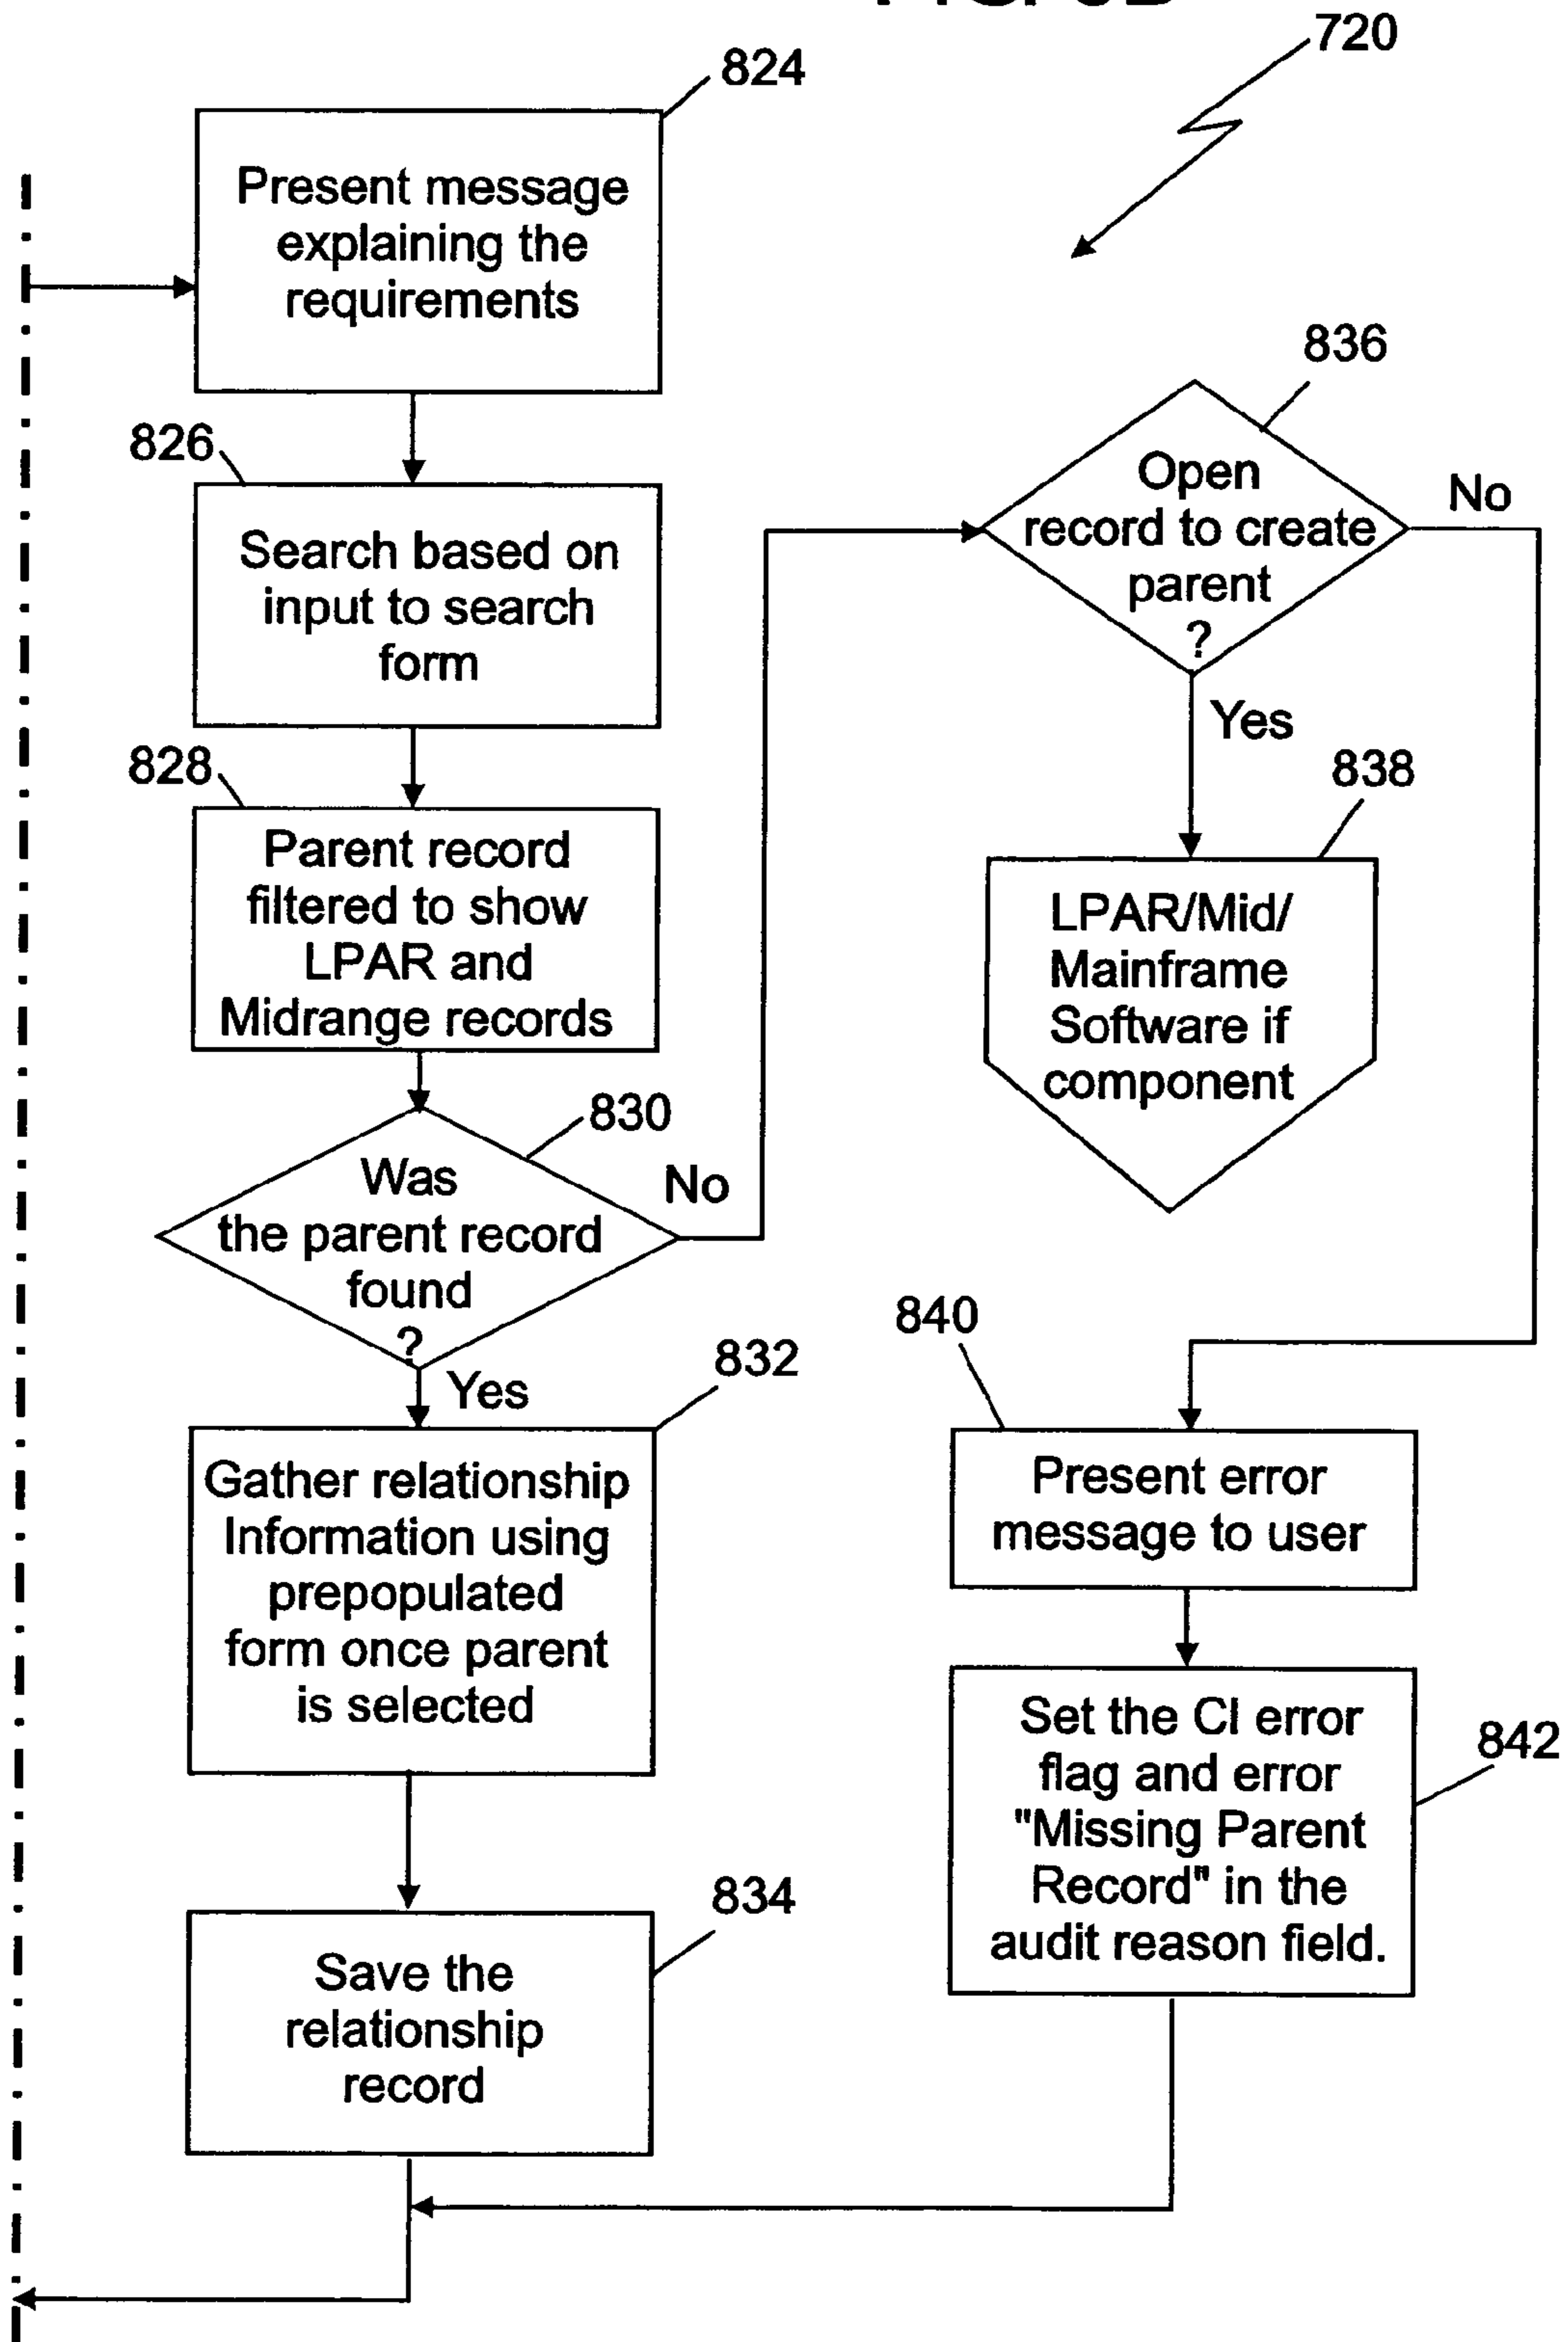 720
824
Present message
explaining the
requirements
826
Search based on
input to search
form
828
Parent record
filtered to show
LPAR and
Midrange records
830
Was
the parent record
found
?
No
Yes
832
Gather relationship
Information using
prepopulated
form once parent
is selected
834
Save the
relationship
record
836
Open
record to create
parent
?
No
Yes
838
LPAR/Mid/
Mainframe
Software if
component
840
Present error
message to user
842
Set the CI error
flag and error
"Missing Parent
Record" in the
audit reason field.